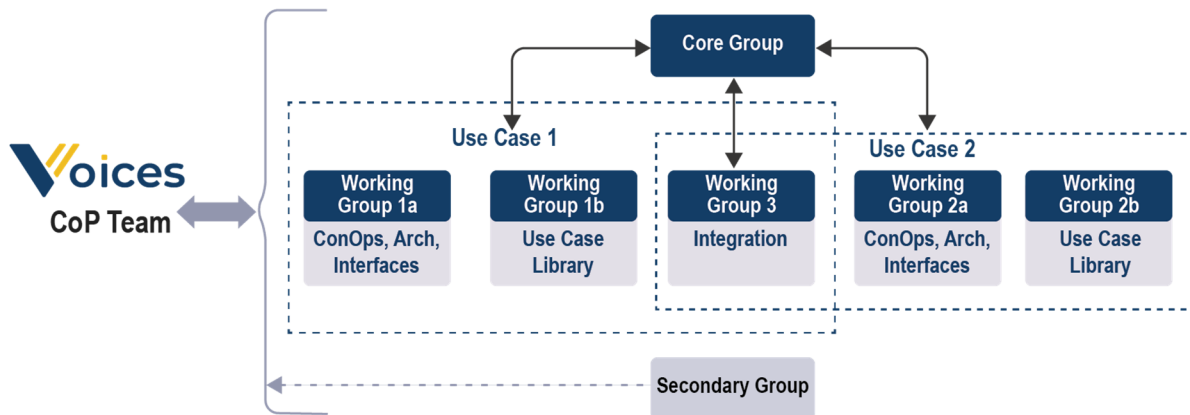 Core Group
Use Case 1
Use Case 2
Voices
CoP Team
Working
Group 1a
ConOps, Arch,
Interfaces
Working
Group 1b
Use Case
Library
Working
Group 3
Integration
Working
Group 2a
ConOps, Arch,
Interfaces
Working
Group 2b
Use Case
Library
Secondary Group